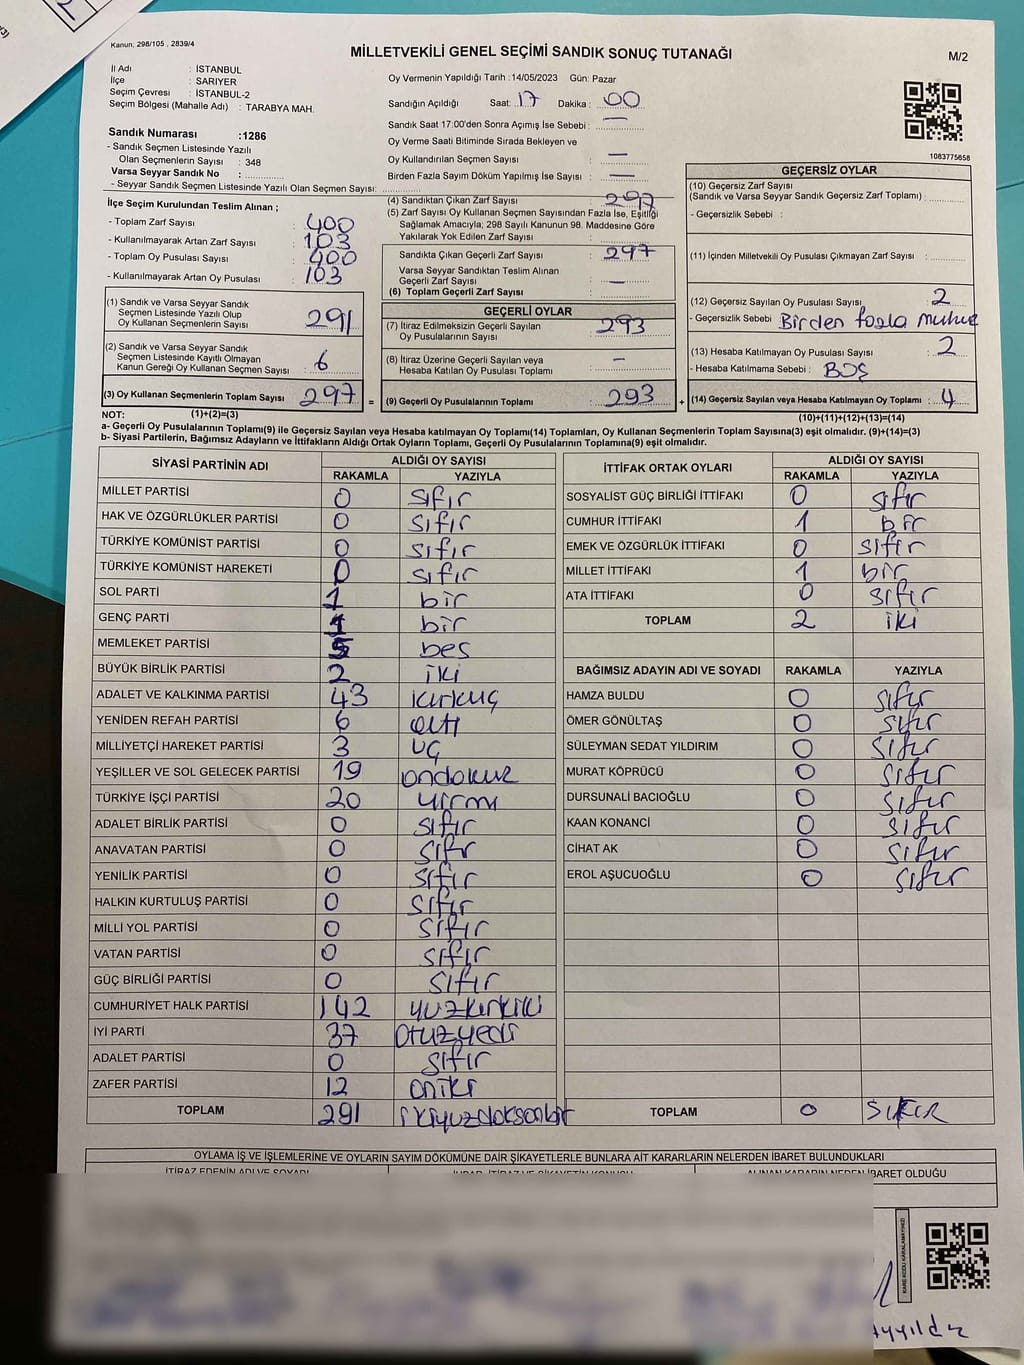 Kanun: 298/105 , 2839/4
MİLLETVEKİLİ GENEL SEÇİMİ SANDIK SONUÇ TUTANAĞI
M/2
İl Adı : İSTANBUL
İlçe : SARIYER
Seçim Çevresi : İSTANBUL-2
Seçim Bölgesi (Mahalle Adı) : TARABYA MAH.
Sandık Numarası :1286
- Sandık Seçmen Listesinde Yazılı
Olan Seçmenlerin Sayısı : 348
Varsa Seyyar Sandık No :
- Seyyar Sandık Seçmen Listesinde Yazılı Olan Seçmen Sayısı:
Oy Vermenin Yapıldığı Tarih :14/05/2023 Gün: Pazar
Sandığın Açıldığı Saat: 17 Dakika : 00
Sandık Saat 17:00'den Sonra Açımış İse Sebebi : —
Oy Verme Saati Bitiminde Sırada Bekleyen ve
Oy Kullandırılan Seçmen Sayısı : —
Birden Fazla Sayım Döküm Yapılmış İse Sayısı : —
1083775658
İlçe Seçim Kurulundan Teslim Alınan ;
- Toplam Zarf Sayısı : 400
- Kullanılmayarak Artan Zarf Sayısı : 103
- Toplam Oy Pusulası Sayısı : 400
- Kullanılmayarak Artan Oy Pusulası : 103
(1) Sandık ve Varsa Seyyar Sandık
Seçmen Listesinde Yazılı Olup
Oy Kullanan Seçmenlerin Sayısı : 291
(2) Sandık ve Varsa Seyyar Sandık
Seçmen Listesinde Kayıtlı Olmayan
Kanun Gereği Oy Kullanan Seçmen Sayısı : 6
(3) Oy Kullanan Seçmenlerin Toplam Sayısı : 297 =
(4) Sandıktan Çıkan Zarf Sayısı : 297
(5) Zarf Sayısı Oy Kullanan Seçmen Sayısından Fazla İse, Eşitliği
Sağlamak Amacıyla; 298 Sayılı Kanunun 98. Maddesine Göre
Yakılarak Yok Edilen Zarf Sayısı :
Sandıkta Çıkan Geçerli Zarf Sayısı : 297
Varsa Seyyar Sandıktan Teslim Alınan
Geçerli Zarf Sayısı : —
(6) Toplam Geçerli Zarf Sayısı :
GEÇERLİ OYLAR
(7) İtiraz Edilmeksizin Geçerli Sayılan
Oy Pusulalarının Sayısı : 293
(8) İtiraz Üzerine Geçerli Sayılan veya
Hesaba Katılan Oy Pusulası Toplamı : —
(9) Geçerli Oy Pusulalarının Toplamı : 293 +
GEÇERSİZ OYLAR
(10) Geçersiz Zarf Sayısı
(Sandık ve Varsa Seyyar Sandık Geçersiz Zarf Toplamı) :
- Geçersizlik Sebebi :
(11) İçinden Milletvekili Oy Pusulası Çıkmayan Zarf Sayısı :
(12) Geçersiz Sayılan Oy Pusulası Sayısı : 2
- Geçersizlik Sebebi : Birden fazla
(13) Hesaba Katılmayan Oy Pusulası Sayısı : 2
- Hesaba Katılmama Sebebi : BOŞ
(14) Geçersiz Sayılan veya Hesaba Katılmayan Oy Toplamı : 4
NOT: (1)+(2)=(3)
(10)+(11)+(12)+(13)=(14)
a- Geçerli Oy Pusulalarının Toplamı(9) ile Geçersiz Sayılan veya Hesaba Katılmayan Oy Toplamı(14) Toplamları, Oy Kullanan Seçmenlerin Toplam Sayısına(3) eşit olmalıdır. (9)+(14)=(3)
b- Siyasi Partilerin, Bağımsız Adayların ve İttifakların Aldığı Ortak Oyların Toplamı, Geçerli Oy Pusulalarının Toplamına(9) eşit olmalıdır.
SİYASİ PARTİNİN ADI ALDIĞI OY SAYISI
RAKAMLA YAZIYLA
MİLLET PARTİSİ 0 sıfır
HAK VE ÖZGÜRLÜKLER PARTİSİ 0 sıfır
TÜRKİYE KOMÜNİST PARTİSİ 0 sıfır
TÜRKİYE KOMÜNİST HAREKETİ 0 sıfır
SOL PARTİ 1 bir
GENÇ PARTİ 1 bir
MEMLEKET PARTİSİ 5 beş
BÜYÜK BİRLİK PARTİSİ 2 iki
ADALET VE KALKINMA PARTİSİ 43 kırküç
YENİDEN REFAH PARTİSİ 6 altı
MİLLİYETÇİ HAREKET PARTİSİ 3 üç
YEŞİLLER VE SOL GELECEK PARTİSİ 19 ondokuz
TÜRKİYE İŞÇİ PARTİSİ 20 yirmi
ADALET BİRLİK PARTİSİ 0 sıfır
ANAVATAN PARTİSİ 0 sıfır
YENİLİK PARTİSİ 0 sıfır
HALKIN KURTULUŞ PARTİSİ 0 sıfır
MİLLİ YOL PARTİSİ 0 sıfır
VATAN PARTİSİ 0 sıfır
GÜÇ BİRLİĞİ PARTİSİ 0 sıfır
CUMHURİYET HALK PARTİSİ 142 yüzkırkiki
İYİ PARTİ 37 otuzyedi
ADALET PARTİSİ 0 sıfır
ZAFER PARTİSİ 12 oniki
TOPLAM 291 ikiyüzdoksanbir
İTTİFAK ORTAK OYLARI ALDIĞI OY SAYISI
RAKAMLA YAZIYLA
SOSYALİST GÜÇ BİRLİĞİ İTTİFAKI 0 sıfır
CUMHUR İTTİFAKI 1 bir
EMEK VE ÖZGÜRLÜK İTTİFAKI 0 sıfır
MİLLET İTTİFAKI 1 bir
ATA İTTİFAKI 0 sıfır
TOPLAM 2 iki
BAĞIMSIZ ADAYIN ADI VE SOYADI RAKAMLA YAZIYLA
HAMZA BULDU 0 sıfır
ÖMER GÖNÜLTAŞ 0 sıfır
SÜLEYMAN SEDAT YILDIRIM 0 sıfır
MURAT KÖPRÜCÜ 0 sıfır
DURSUNALİ BACIOĞLU 0 sıfır
KAAN KONANCİ 0 sıfır
CİHAT AK 0 sıfır
EROL AŞUCUOĞLU 0 sıfır
TOPLAM 0 SIFIR
OYLAMA İŞ VE İŞLEMLERİNE VE OYLARIN SAYIM DÖKÜMÜNE DAİR ŞİKAYETLERLE BUNLARA AİT KARARLARIN NELERDEN İBARET BULUNDUKLARI
İTİRAZ EDENİN ADI VE SOYADI
ALINAN KARARIN NEDEN İBARET OLDUĞU
KARE KODU KARALAMAYINIZ!